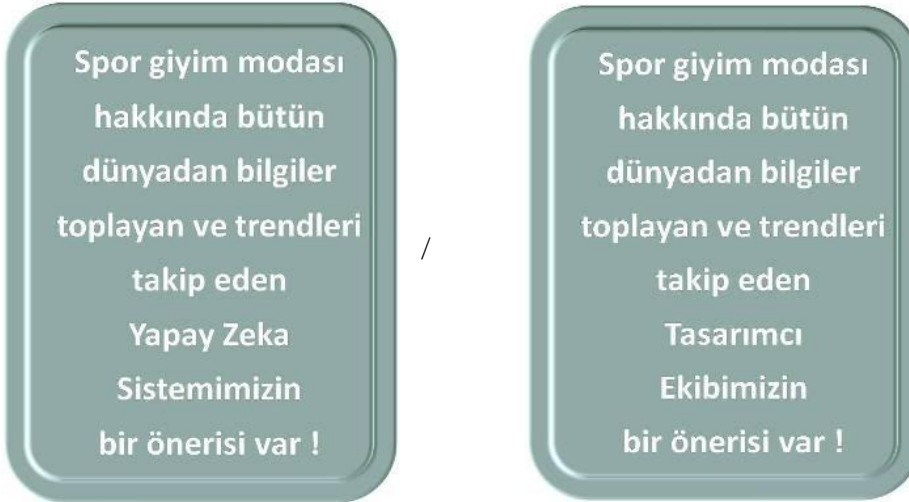 Spor giyim modası
hakkında bütün
dünyadan bilgiler
toplayan ve trendleri
takip eden
Yapay Zeka
Sistemimizin
bir önerisi var !
/
Spor giyim modası
hakkında bütün
dünyadan bilgiler
toplayan ve trendleri
takip eden
Tasarımcı
Ekibimizin
bir önerisi var !